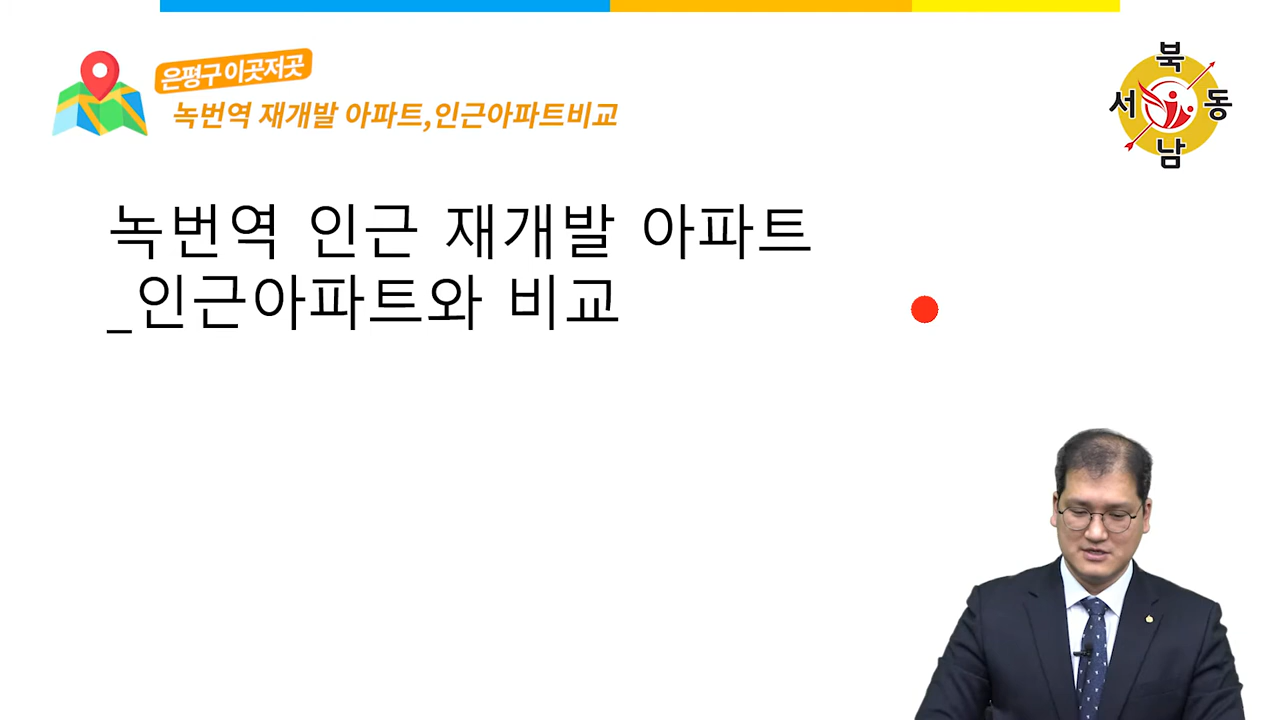 은평구 이곳저곳
녹번역 재개발 아파트,인근아파트비교
북
서
동
남
녹번역 인근 재개발 아파트
_인근아파트와 비교